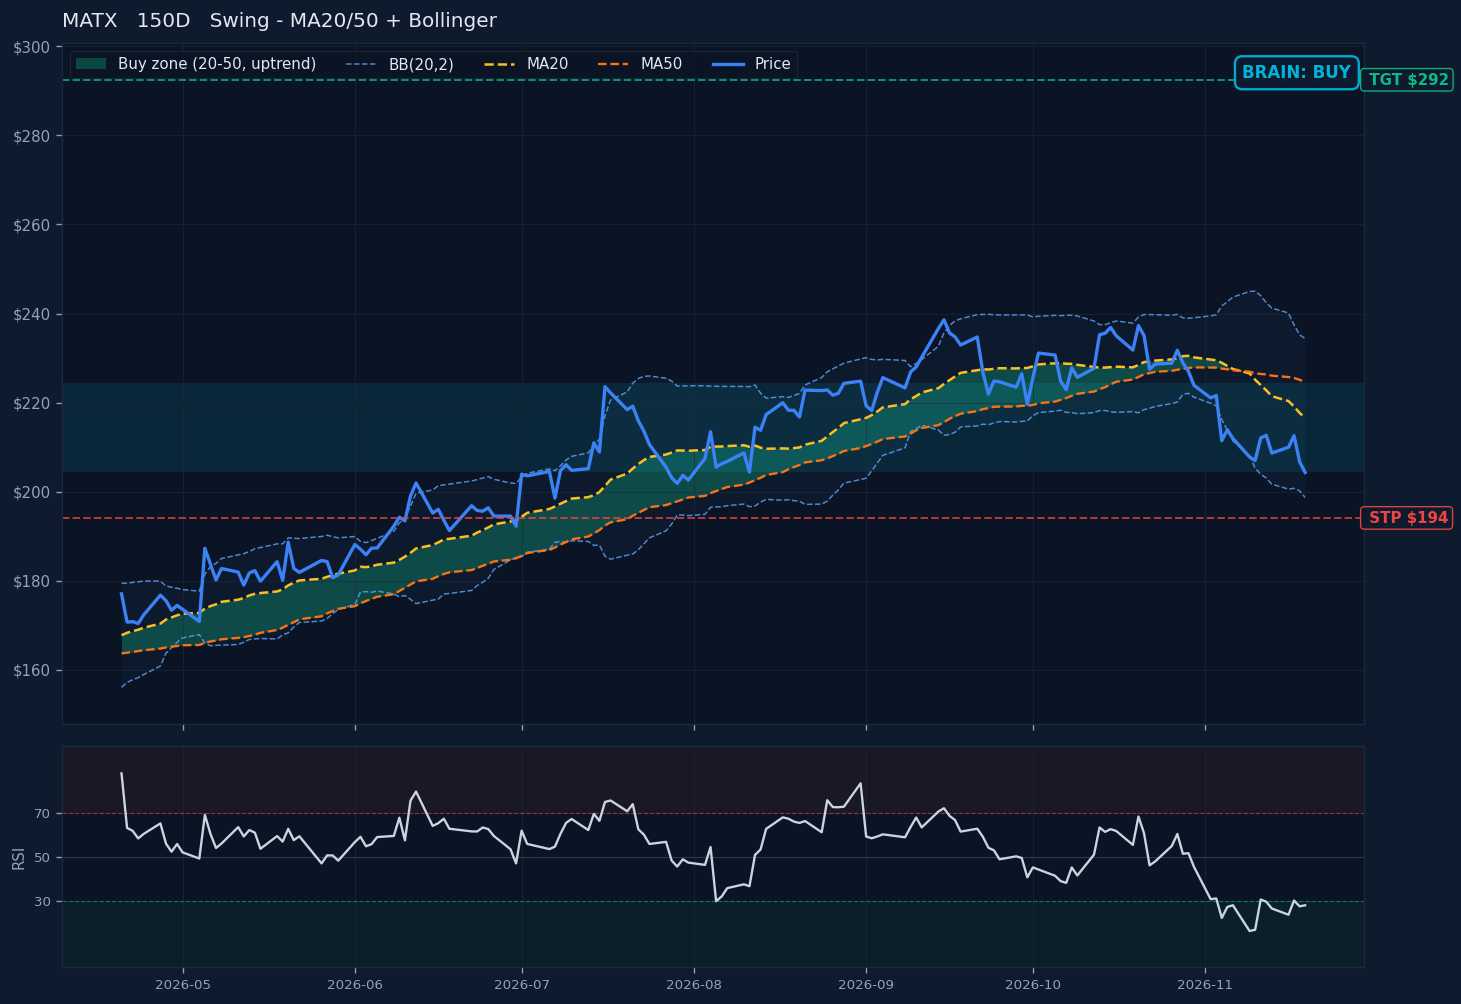 MATX   150D   Swing - MA20/50 + Bollinger
Buy zone (20-50, uptrend)   BB(20,2)   MA20   MA50   Price
BRAIN: BUY
TGT $292
$300
$280
$260
$240
$220
$200
STP $194
$180
$160
RSI
70
50
30
2026-05   2026-06   2026-07   2026-08   2026-09   2026-10   2026-11